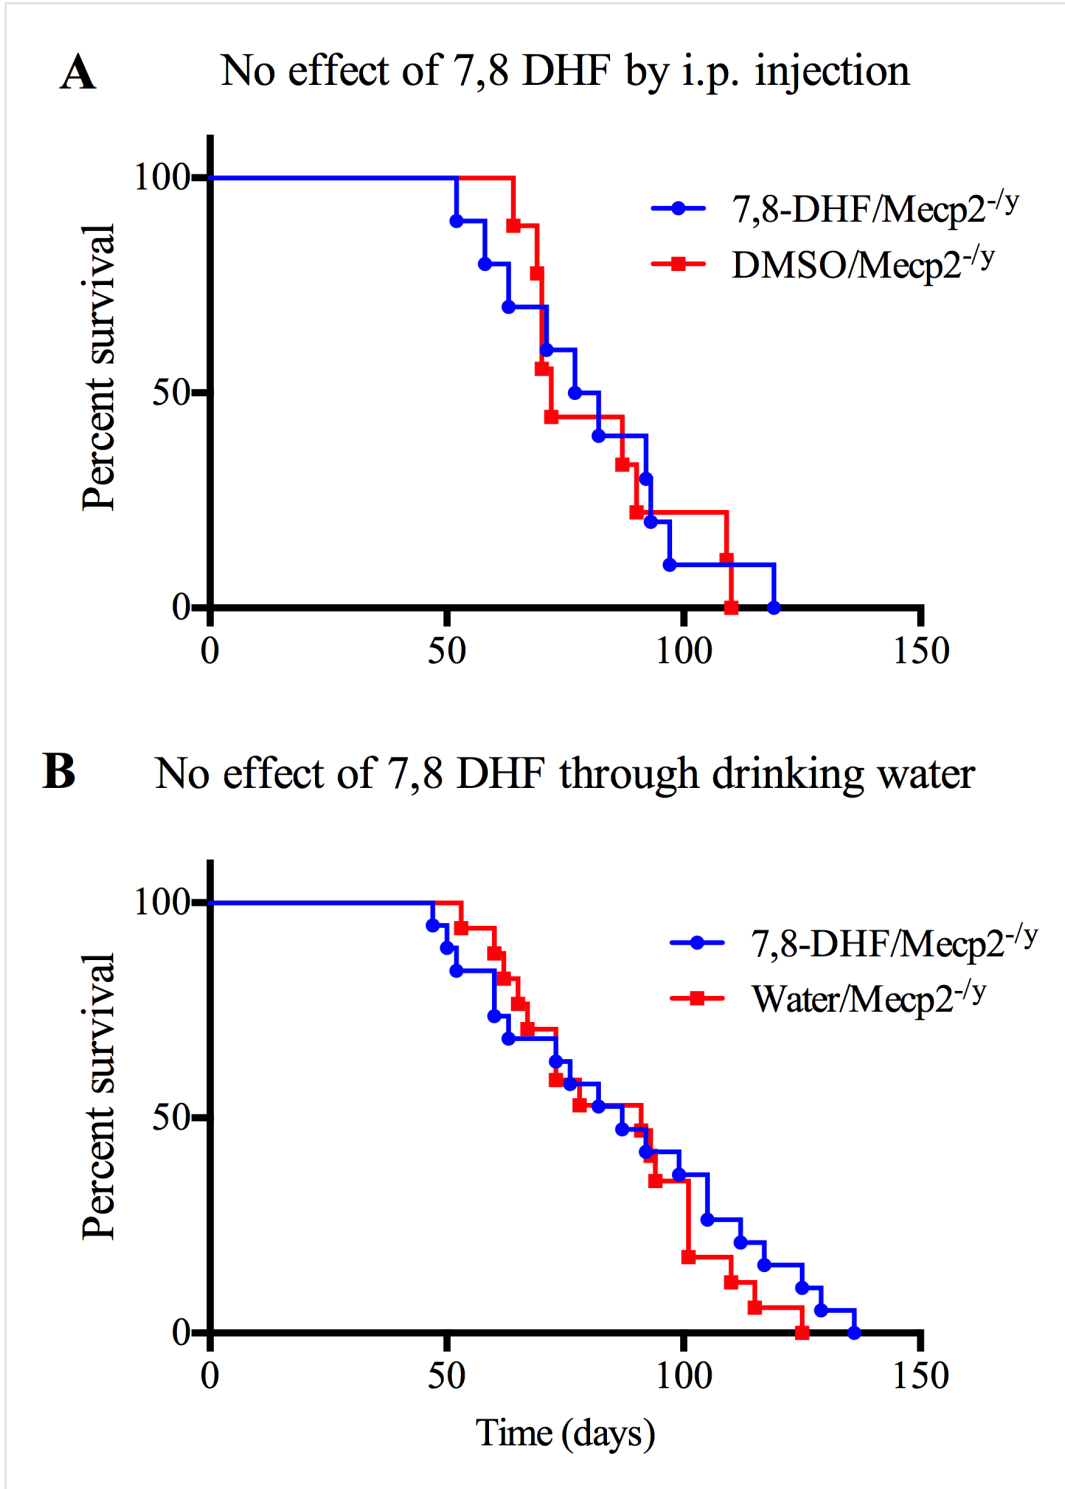 A No effect of 7,8 DHF by i.p. injection
100
50
0
Percent survival
7,8-DHF/Mecp2-/y
DMSO/Mecp2-/y
0 50 100 150
B No effect of 7,8 DHF through drinking water
100
50
0
Percent survival
7,8-DHF/Mecp2-/y
Water/Mecp2-/y
0 50 100 150
Time (days)